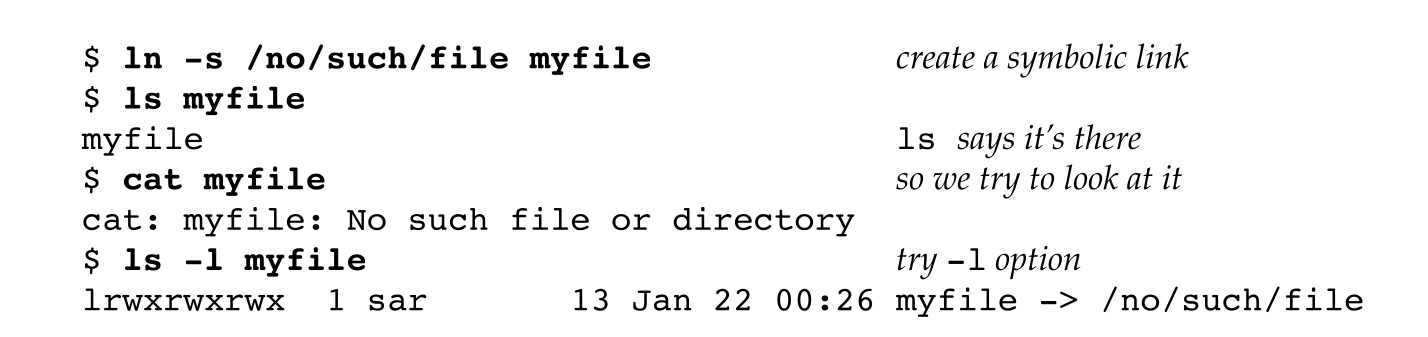 $ ln -s /no/such/file myfile create a symbolic link
$ ls myfile
myfile ls says it's there
$ cat myfile so we try to look at it
cat: myfile: No such file or directory
$ ls -l myfile try -l option
lrwxrwxrwx 1 sar 13 Jan 22 00:26 myfile -> /no/such/file